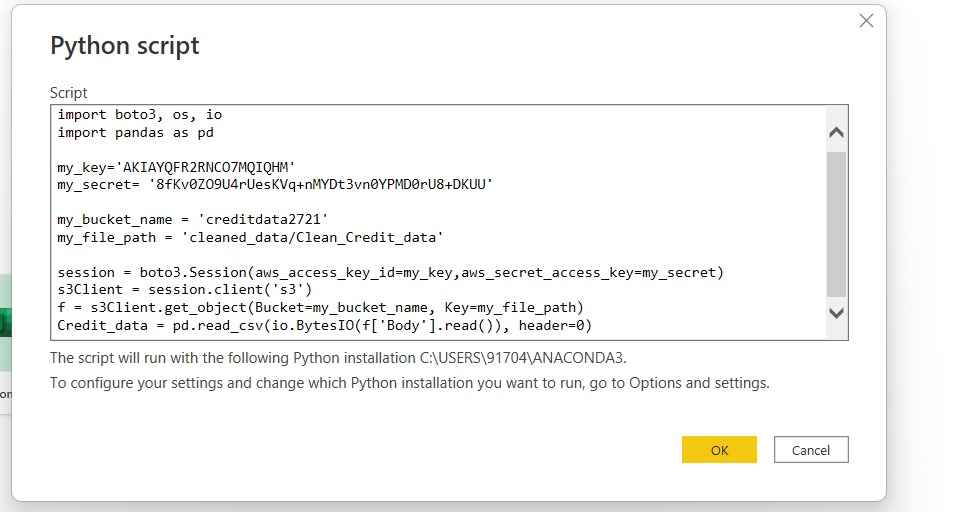 Python script
Script
import boto3, os, io
import pandas as pd
my_key='AKIAYQFR2RNCO7MQIQHM'
my_secret= '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'
my_bucket_name = 'creditdata2721'
my_file_path = 'cleaned_data/Clean_Credit_data'
session = boto3.Session(aws_access_key_id=my_key,aws_secret_access_key=my_secret)
s3Client = session.client('s3')
f = s3Client.get_object(Bucket=my_bucket_name, Key=my_file_path)
Credit_data = pd.read_csv(io.BytesIO(f['Body'].read()), header=0)
The script will run with the following Python installation C:\USERS\91704\ANACONDA3.
To configure your settings and change which Python installation you want to run, go to Options and settings.
on
OK Cancel